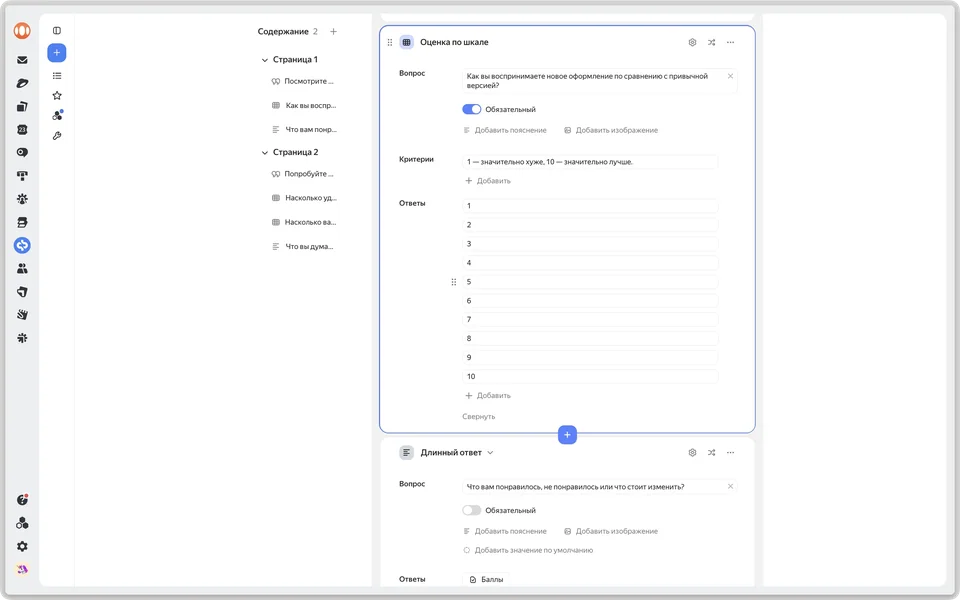 Содержание 2
Страница 1
Посмотрите ...
Как вы воспр...
Что вам понр...
Страница 2
Попробуйте ...
Насколько уд...
Насколько ва...
Что вы дума...
Оценка по шкале
Вопрос
Как вы воспринимаете новое оформление по сравнению с привычной
версией?
Обязательный
Добавить пояснение
Добавить изображение
Критерии
1 — значительно хуже, 10 — значительно лучше.
Добавить
Ответы
1
2
3
4
5
6
7
8
9
10
Добавить
Свернуть
Длинный ответ
Вопрос
Что вам понравилось, не понравилось или что стоит изменить?
Обязательный
Добавить пояснение
Добавить изображение
Добавить значение по умолчанию
Ответы
Баллы